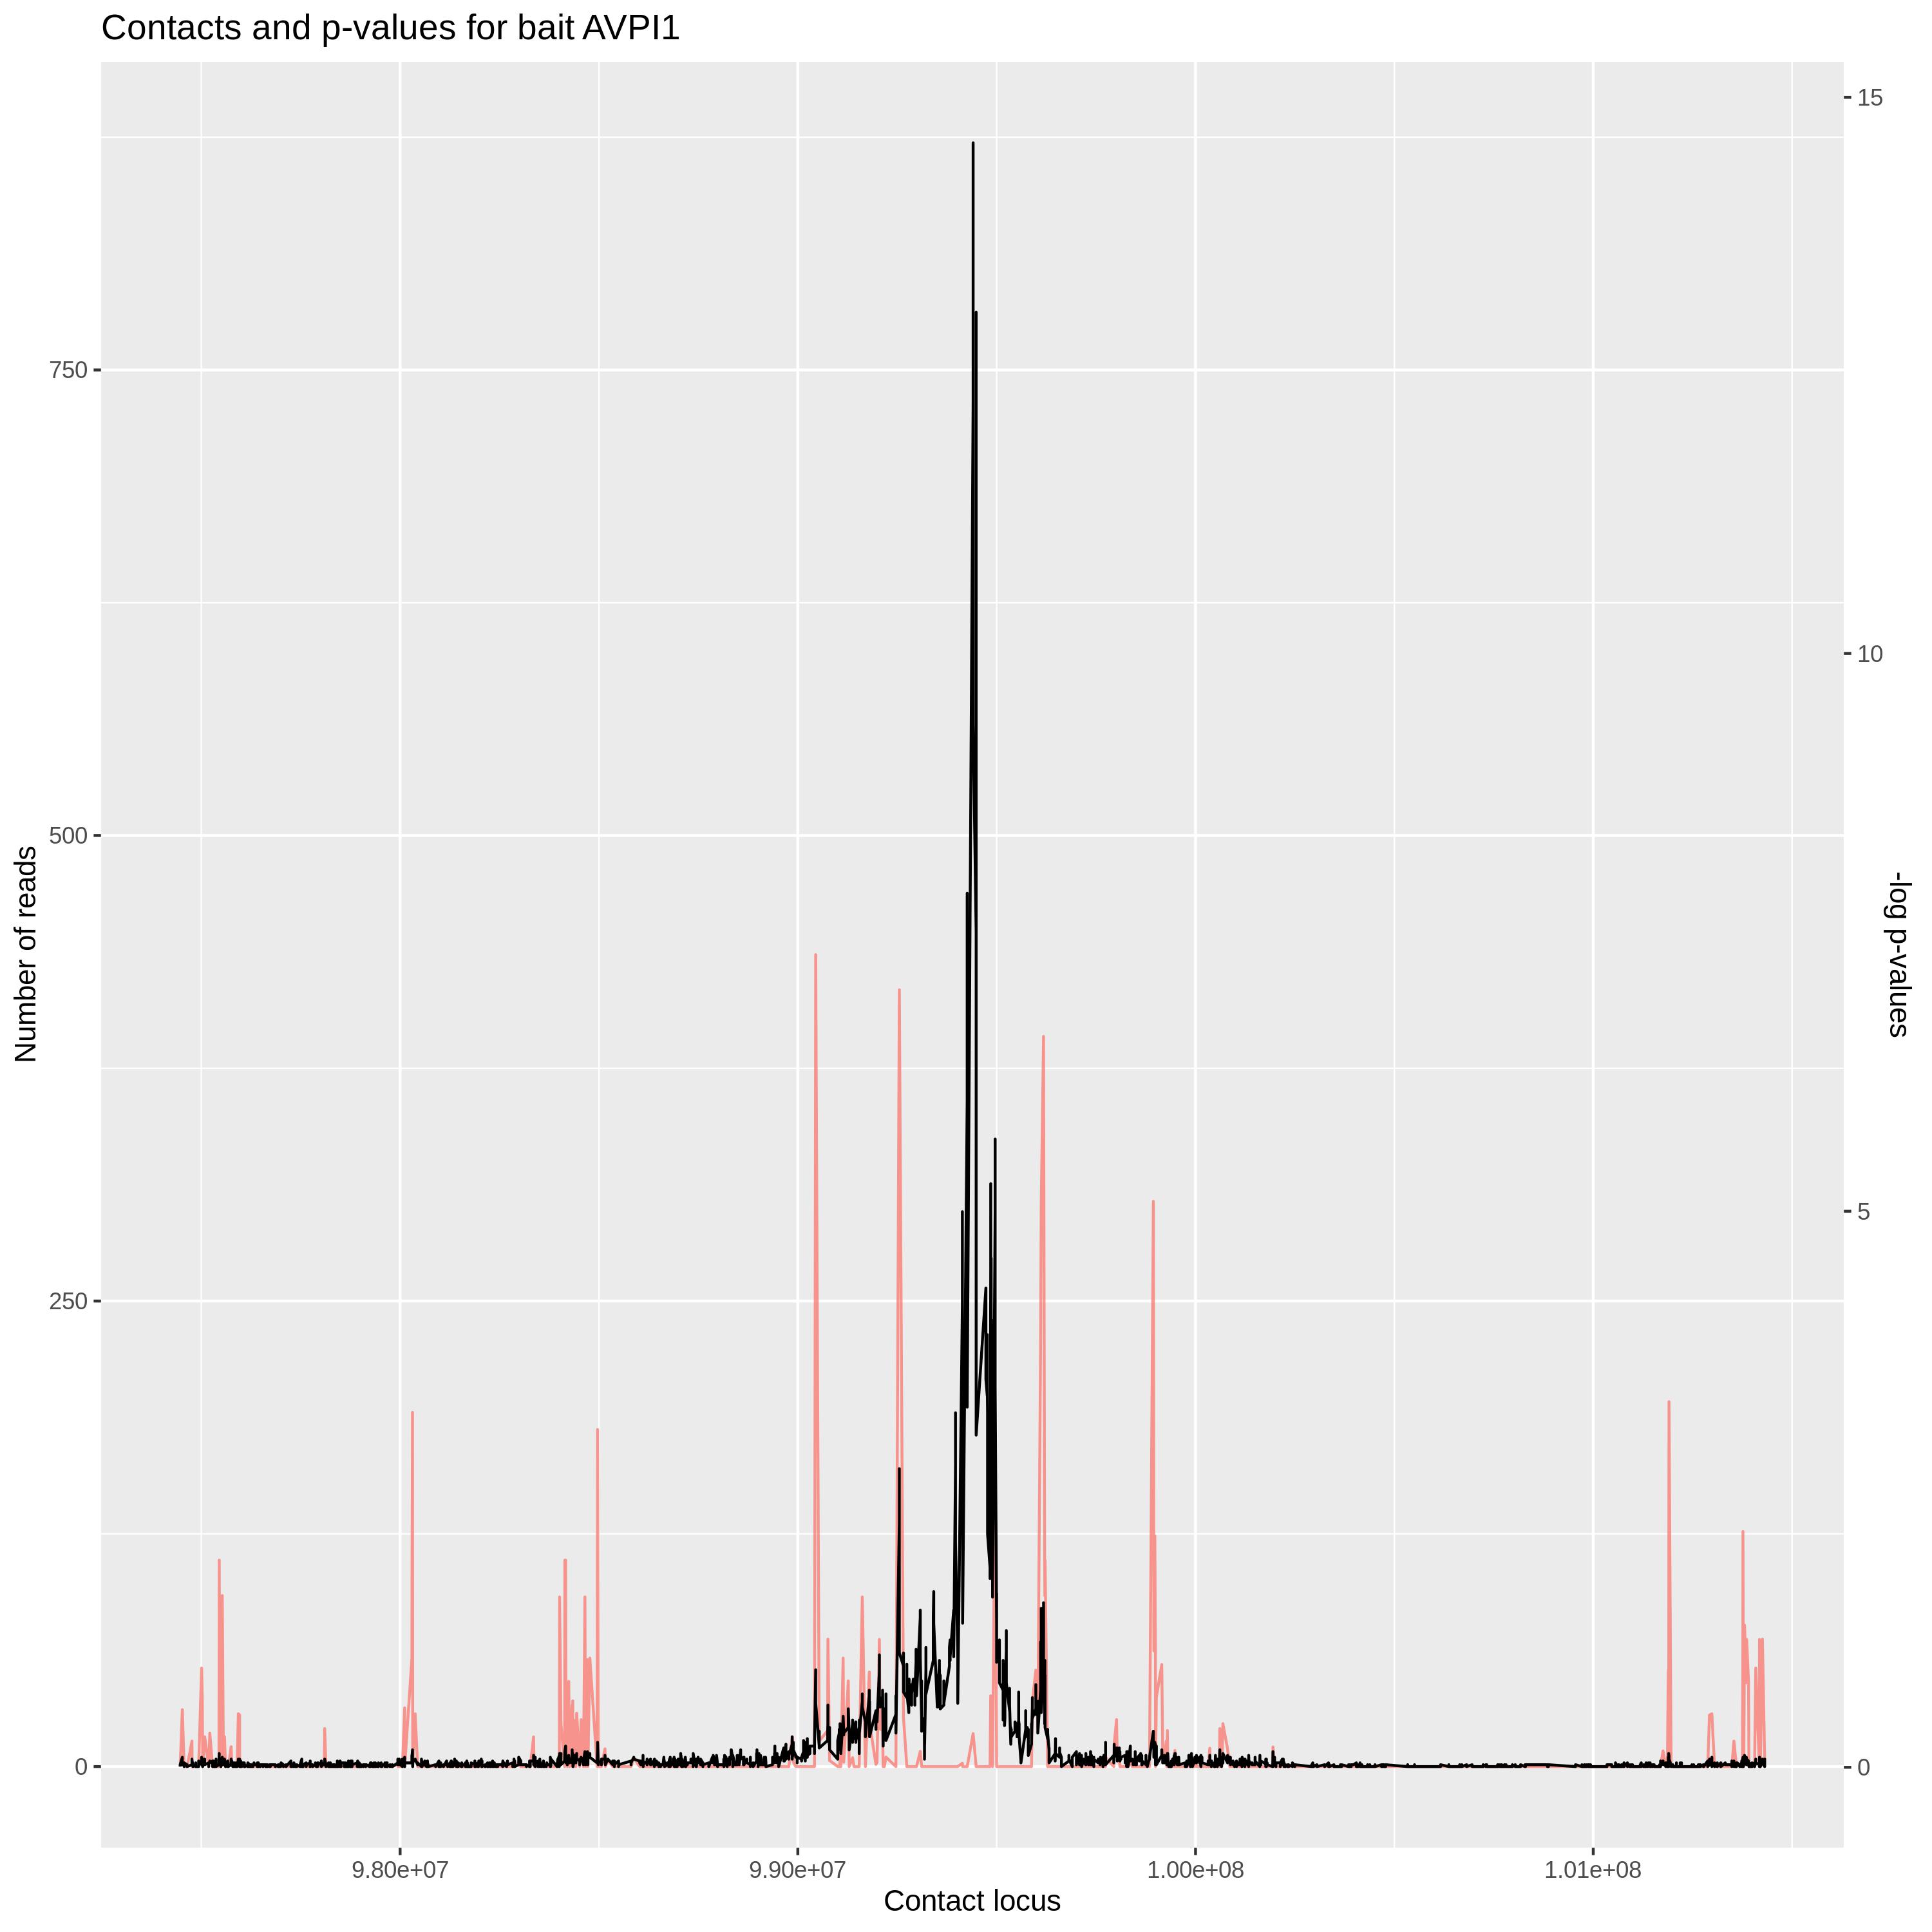 Contacts and p-values for bait AVPI1
15
750
10
500
Number of reads
-log p-values
5
250
0
0
9.80e+07 9.90e+07 1.00e+08 1.01e+08
Contact locus